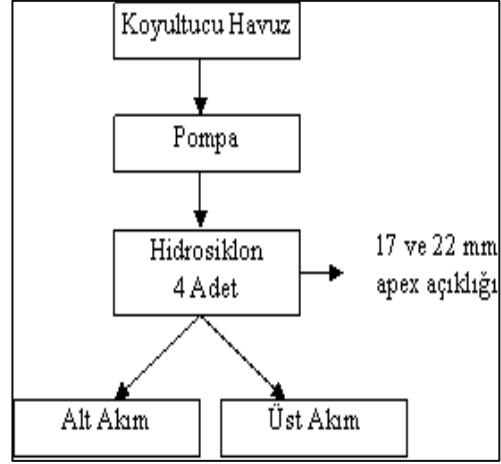 Koyultucu Havuz
Pompa
Hidrosiklon
4 Adet
17 ve 22 mm
apex açıklığı
Alt Akım
Üst Akım